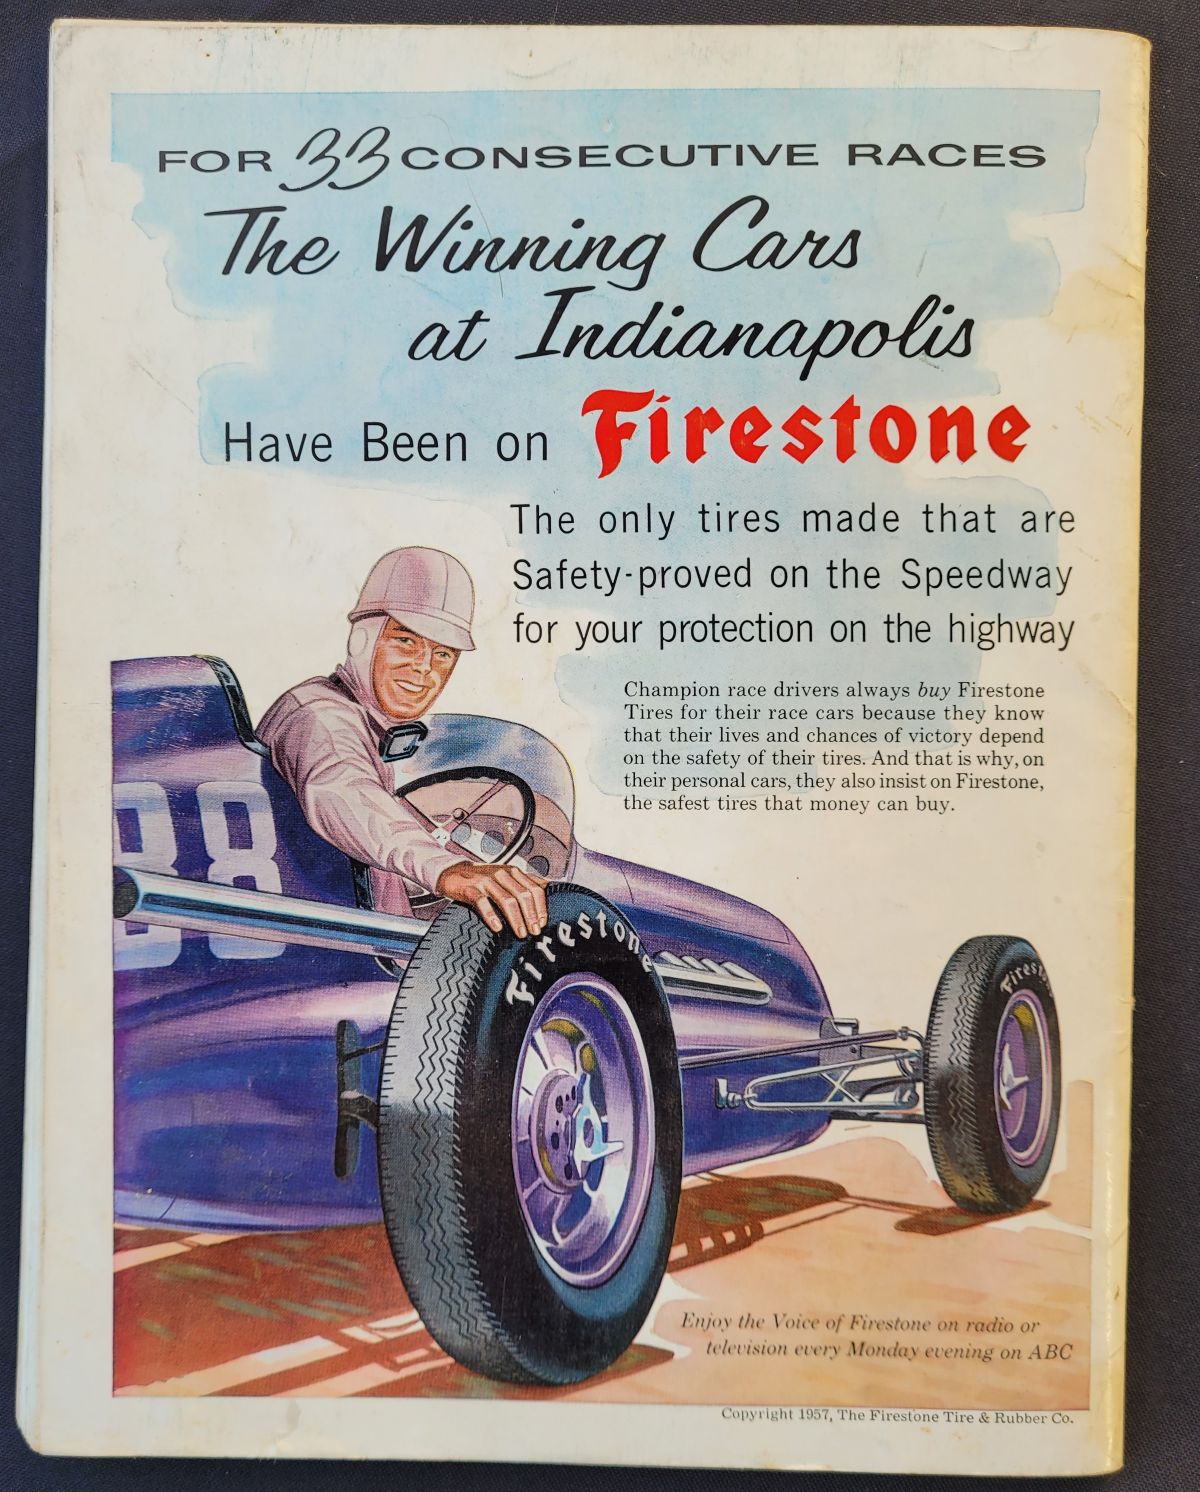 FOR 33 CONSECUTIVE RACES
The Winning Cars
at Indianapolis
Have Been on Firestone
The only tires made that are
Safety-proved on the Speedway
for your protection on the highway
Champion race drivers always buy Firestone
Tires for their race cars because they know
that their lives and chances of victory depend
on the safety of their tires. And that is why, on
their personal cars, they also insist on Firestone,
the safest tires that money can buy.
88
Firestone
Firesto
Enjoy the Voice of Firestone on radio or
television every Monday evening on ABC
Copyright 1957, The Firestone Tire & Rubber Co.